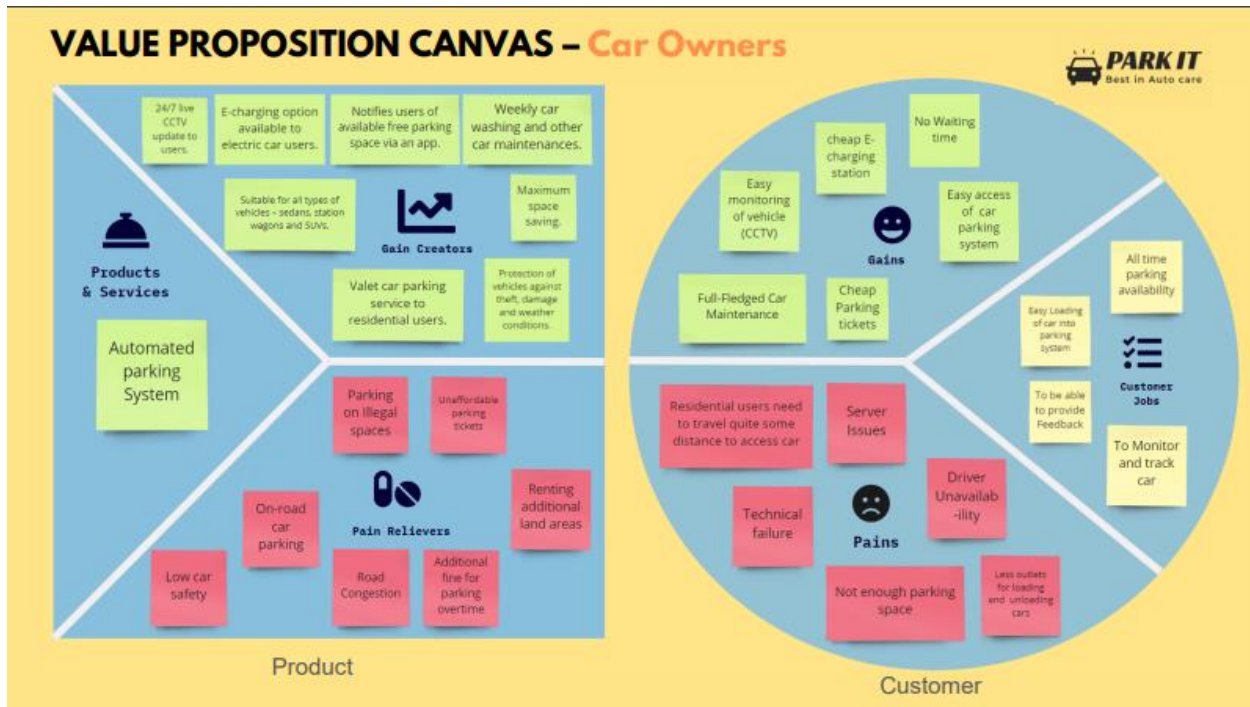 VALUE PROPOSITION CANVAS – Car Owners
PARK IT
Best in Auto care
24/7 live
CCTV
update to
users.
E-charging option
available to
electric car users.
Notifies users of
available free parking
space via an app.
Weekly car
washing and other
car maintenances.
Suitable for all types of
vehicles – sedans, station
wagons and SUVs.
Maximum
space
saving.
Gain Creators
Valet car parking
service to
residential users.
Protection of
vehicles against
theft, damage
and weather
conditions.
Products
& Services
Automated
parking
System
Parking
on Illegal
spaces
Unaffordable
parking
tickets
Renting
additional
land areas
On-road
car
parking
Pain Relievers
Low car
safety
Road
Congestion
Additional
fine for
parking
overtime
Product
No Waiting
time
cheap E-
charging
station
Easy
monitoring
of vehicle
(CCTV)
Easy access
of car
parking
system
Gains
Full-Fledged Car
Maintenance
Cheap
Parking
tickets
All time
parking
availability
Easy Loading
of car into
parking
system
Customer
Jobs
To be able
to provide
Feedback
To Monitor
and track
car
Residential users need
to travel quite some
distance to access car
Server
Issues
Driver
Unavailab
-ility
Technical
failure
Pains
Not enough parking
space
Less outlets
for loading
and unloading
cars
Customer